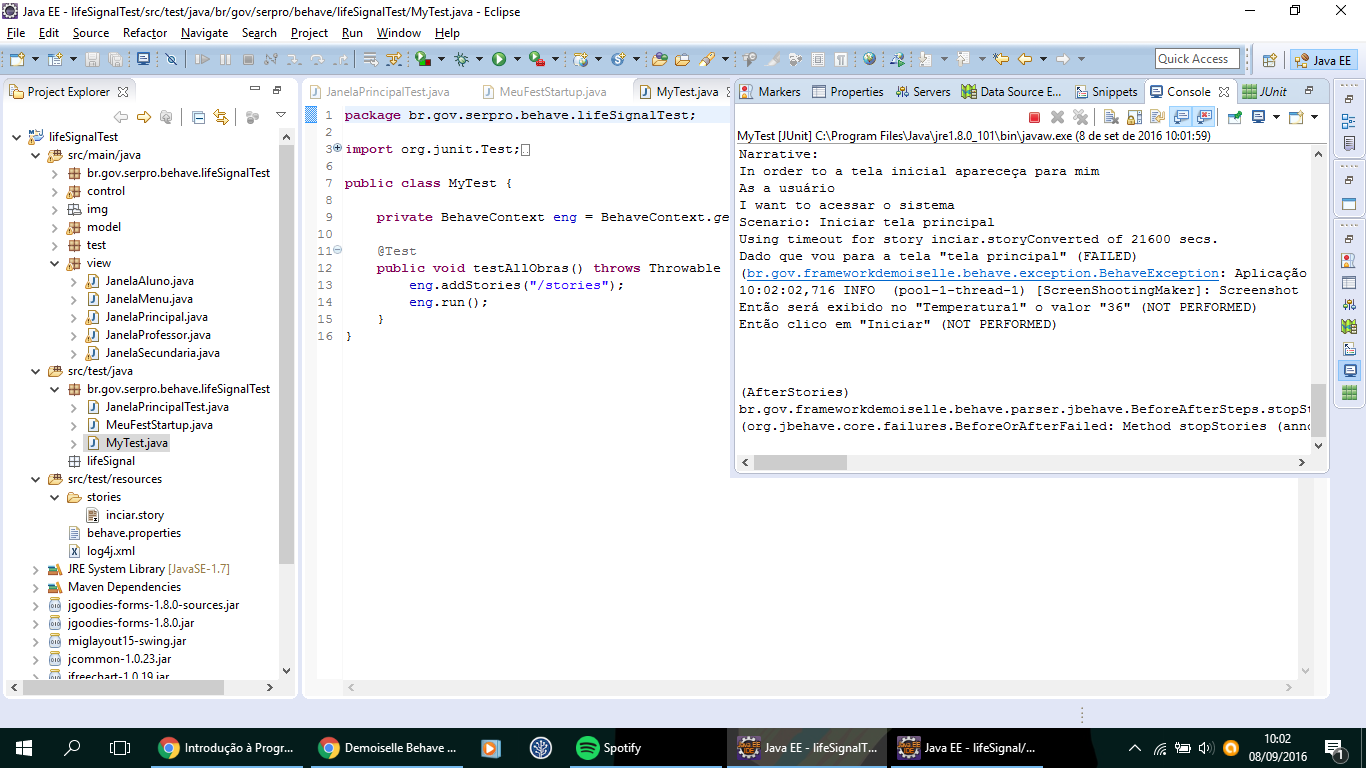 Java EE - lifeSignalTest/src/test/java/br/gov/serpro/behave/lifeSignalTest/MyTest.java - Eclipse
File Edit Source Refactor Navigate Search Project Run Window Help
Quick Access
Java EE
Project Explorer
lifeSignalTest
src/main/java
br.gov.serpro.behave.lifeSignalTest
control
img
model
test
view
JanelaAluno.java
JanelaMenu.java
JanelaPrincipal.java
JanelaProfessor.java
JanelaSecundaria.java
src/test/java
br.gov.serpro.behave.lifeSignalTest
JanelaPrincipalTest.java
MeuFestStartup.java
MyTest.java
lifeSignal
src/test/resources
stories
inciar.story
behave.properties
log4j.xml
JRE System Library [JavaSE-1.7]
Maven Dependencies
jgoodies-forms-1.8.0-sources.jar
jgoodies-forms-1.8.0.jar
miglayout15-swing.jar
jcommon-1.0.23.jar
jfreechart-1.0.19.jar
JanelaPrincipalTest.java MeuFestStartup.java MyTest.java
1 package br.gov.serpro.behave.lifeSignalTest;
2
3 import org.junit.Test;
6
7 public class MyTest {
8
9 private BehaveContext eng = BehaveContext.ge
10
11 @Test
12 public void testAllObras() throws Throwable
13 eng.addStories("/stories");
14 eng.run();
15 }
16 }
Markers Properties Servers Data Source E... Snippets Console JUnit
MyTest [JUnit] C:\Program Files\Java\jre1.8.0_101\bin\javaw.exe (8 de set de 2016 10:01:59)
Narrative:
In order to a tela inicial apareceça para mim
As a usuário
I want to acessar o sistema
Scenario: Iniciar tela principal
Using timeout for story inciar.storyConverted of 21600 secs.
Dado que vou para a tela "tela principal" (FAILED)
(br.gov.frameworkdemoiselle.behave.exception.BehaveException: Aplicação
10:02:02,716 INFO (pool-1-thread-1) [ScreenShootingMaker]: Screenshot
Então será exibido no "Temperatura1" o valor "36" (NOT PERFORMED)
Então clico em "Iniciar" (NOT PERFORMED)
(AfterStories)
br.gov.frameworkdemoiselle.behave.parser.jbehave.BeforeAfterSteps.stopSt
(org.jbehave.core.failures.BeforeOrAfterFailed: Method stopStories (anno
Introdução à Progr...
Demoiselle Behave ...
Spotify
Java EE - lifeSignalT...
Java EE - lifeSignal/...
10:02
08/09/2016
1